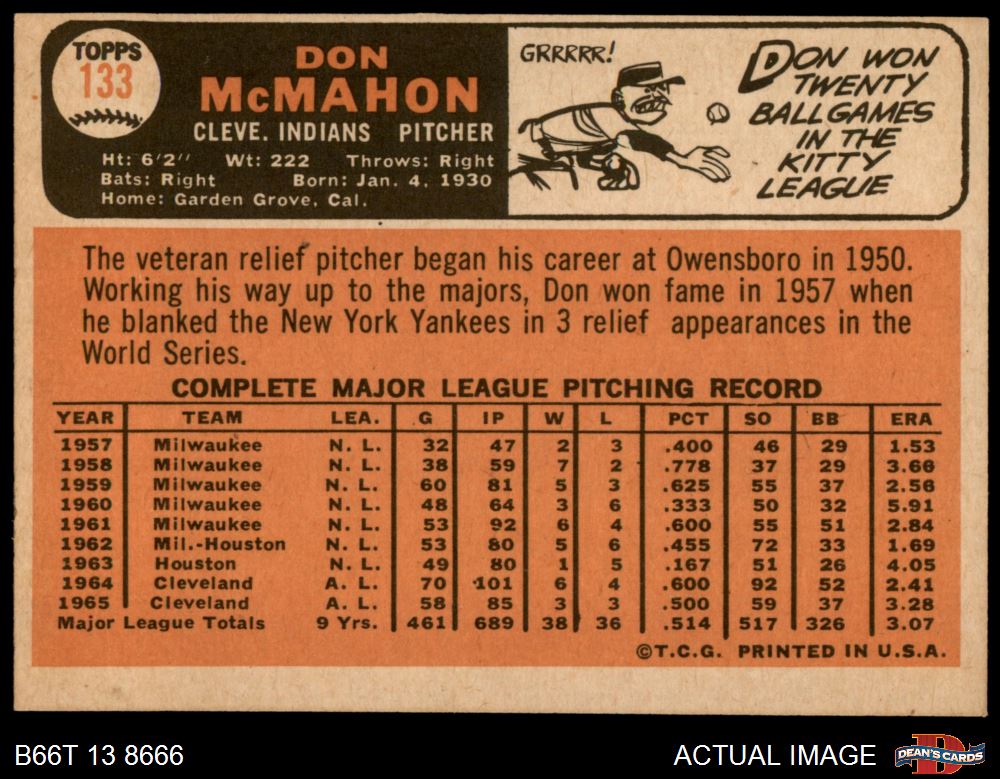 TOPPS
133
DON
McMAHON
CLEVE. INDIANS PITCHER
Ht: 6'2" Wt: 222 Throws: Right
Bats: Right Born: Jan. 4, 1930
Home: Garden Grove, Cal.
GRRRRR!
DON WON
TWENTY
BALLGAMES
IN THE
KITTY
LEAGUE
The veteran relief pitcher began his career at Owensboro in 1950.
Working his way up to the majors, Don won fame in 1957 when
he blanked the New York Yankees in 3 relief appearances in the
World Series.
COMPLETE MAJOR LEAGUE PITCHING RECORD
YEAR TEAM LEA. G IP W L PCT SO BB ERA
1957 Milwaukee N. L. 32 47 2 3 .400 46 29 1.53
1958 Milwaukee N. L. 38 59 7 2 .778 37 29 3.66
1959 Milwaukee N. L. 60 81 5 3 .625 55 37 2.56
1960 Milwaukee N. L. 48 64 3 6 .333 50 32 5.91
1961 Milwaukee N. L. 53 92 6 4 .600 55 51 2.84
1962 Mil.-Houston N. L. 53 80 5 6 .455 72 33 1.69
1963 Houston N. L. 49 80 1 5 .167 51 26 4.05
1964 Cleveland A. L. 70 101 6 4 .600 92 52 2.41
1965 Cleveland A. L. 58 85 3 3 .500 59 37 3.28
Major League Totals 9 Yrs. 461 689 38 36 .514 517 326 3.07
©T.C.G. PRINTED IN U.S.A.
B66T 13 8666
ACTUAL IMAGE
DEAN'S CARDS